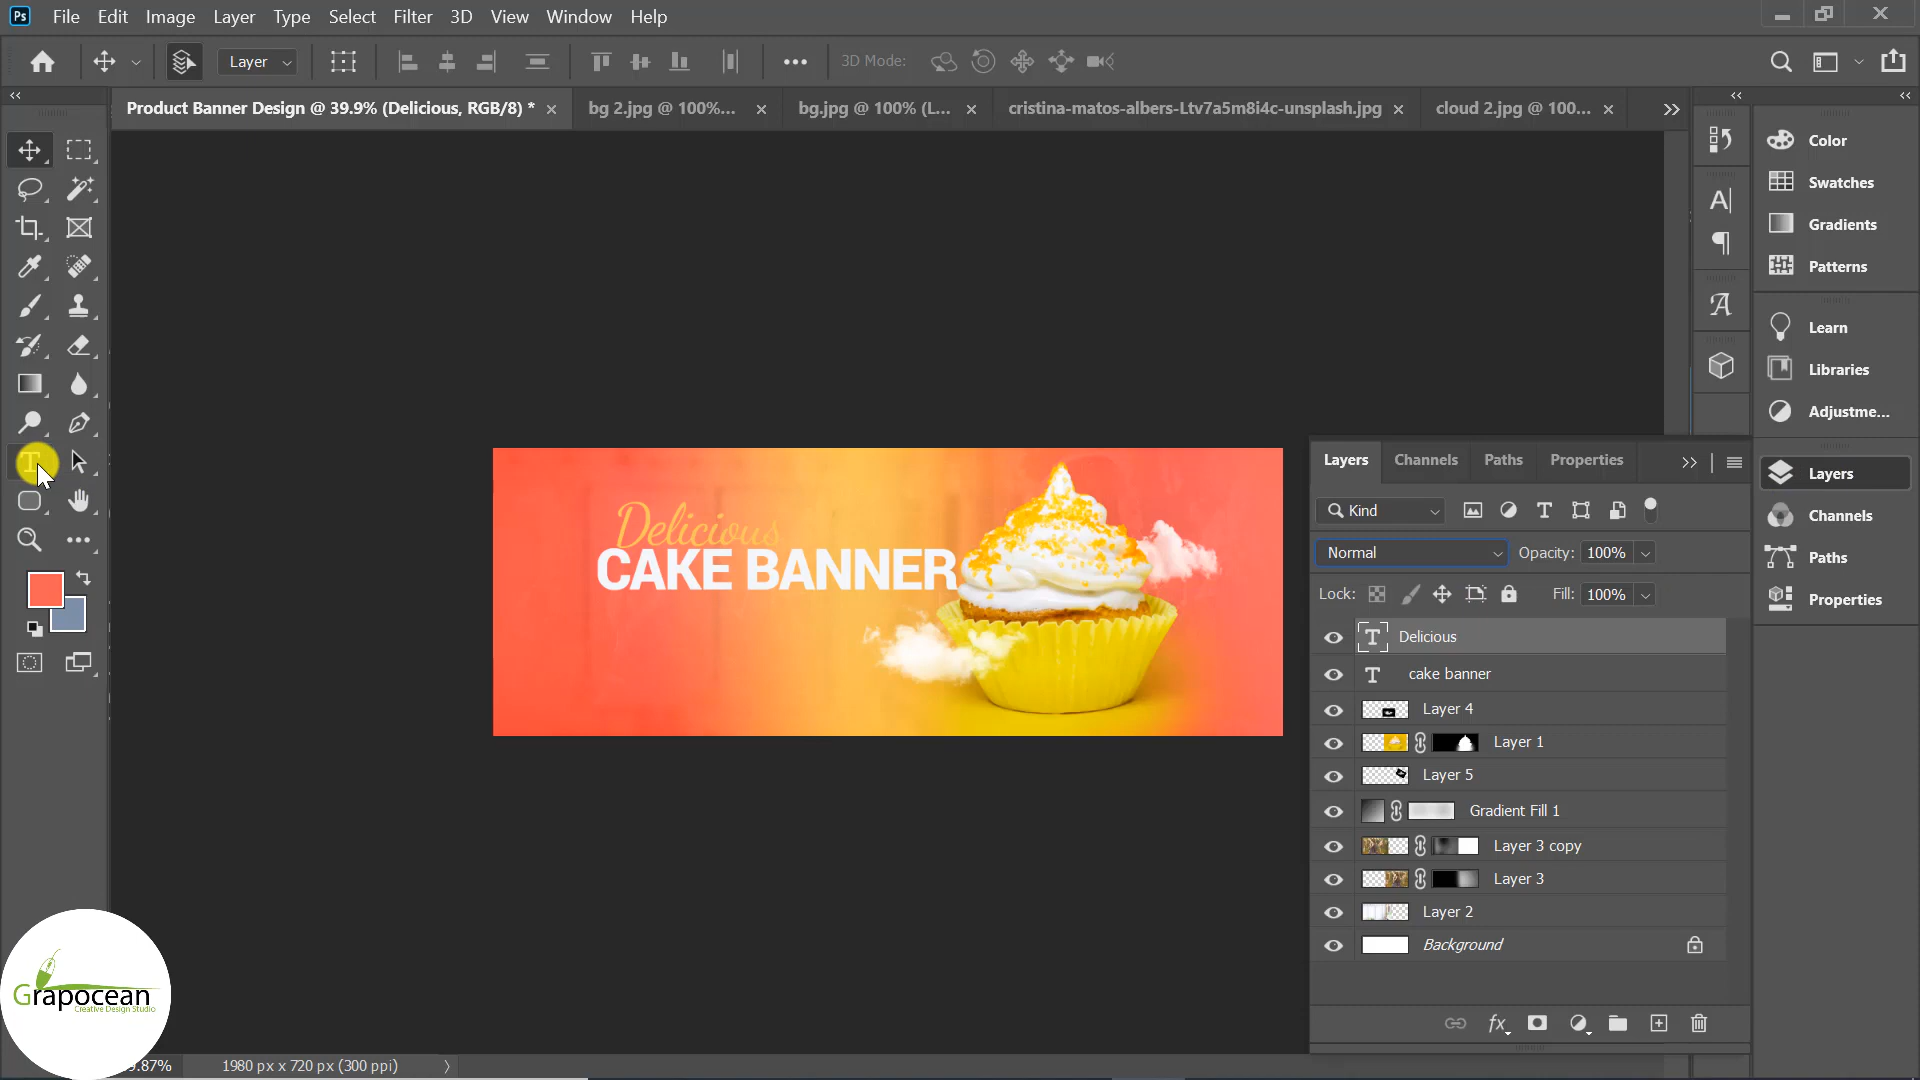 Ps File Edit Image Layer Type Select Filter 3D View Window Help
Layer 3D Mode:
Product Banner Design @ 39.9% (Delicious, RGB/8) * bg 2.jpg @ 100%... bg.jpg @ 100% (L... cristina-matos-albers-Ltv7a5m8i4c-unsplash.jpg cloud 2.jpg @ 100...
Color
Swatches
Gradients
Patterns
Learn
Libraries
Adjustme...
Layers
Channels
Paths
Properties
Delicious
CAKE BANNER
Layers Channels Paths Properties
Kind
Normal Opacity: 100%
Lock: Fill: 100%
Delicious
cake banner
Layer 4
Layer 1
Layer 5
Gradient Fill 1
Layer 3 copy
Layer 3
Layer 2
Background
fx
Grapocean
Creative Design Studio
9.87% 1980 px x 720 px (300 ppi)